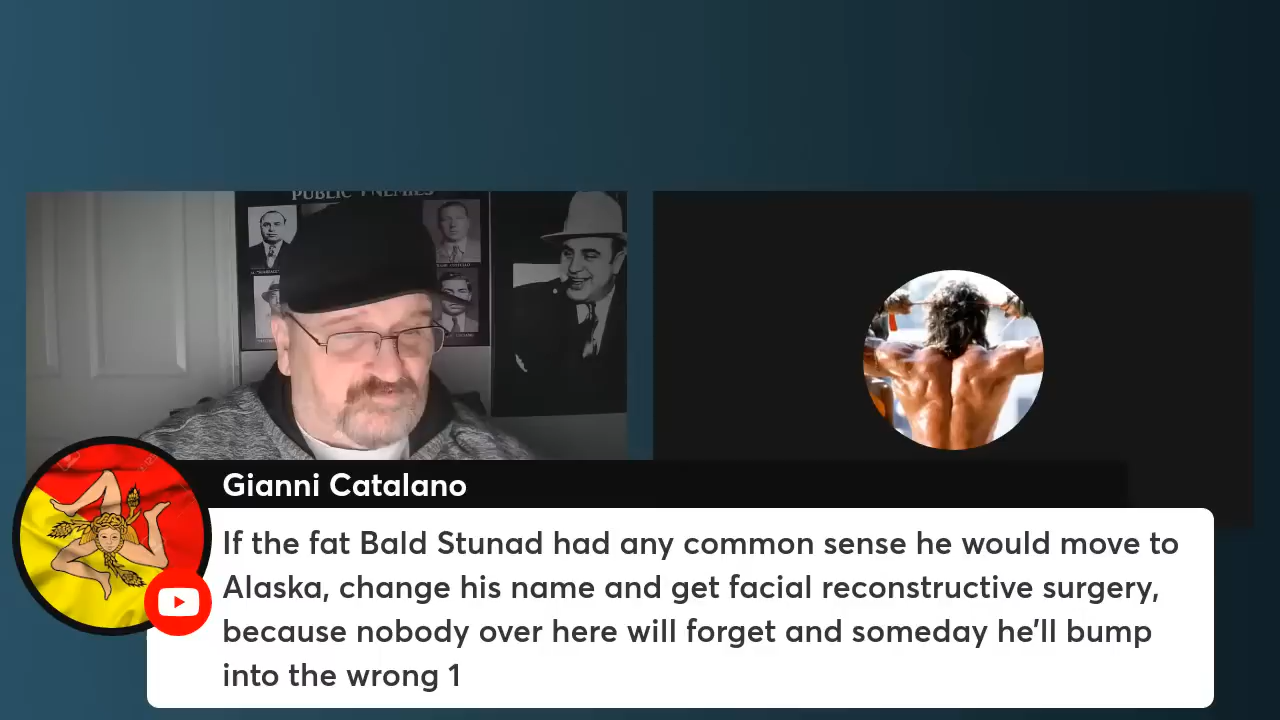 PUBLIC ENEMIES
Gianni Catalano
If the fat Bald Stunad had any common sense he would move to
Alaska, change his name and get facial reconstructive surgery,
because nobody over here will forget and someday he'll bump
into the wrong 1